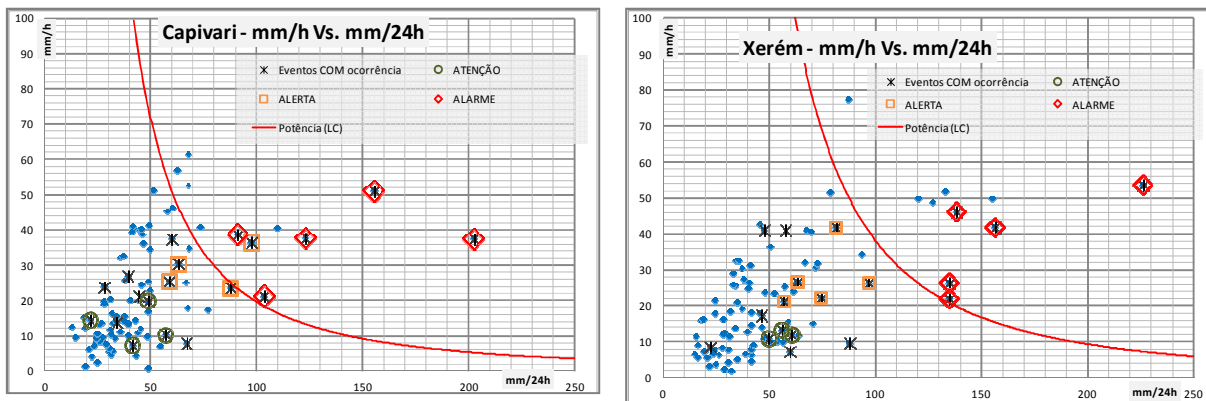 Capivari - mm/h Vs. mm/24h
mm/h
Eventos COM ocorrência
ATENÇÃO
ALERTA
ALARME
Potência (LC)
100
90
80
70
60
50
40
30
20
10
0
0 50 100 150 200 250
mm/24h
Xerém - mm/h Vs. mm/24h
mm/h
Eventos COM ocorrência
ATENÇÃO
ALERTA
ALARME
Potência (LC)
100
90
80
70
60
50
40
30
20
10
0
0 50 100 150 200 250
mm/24h